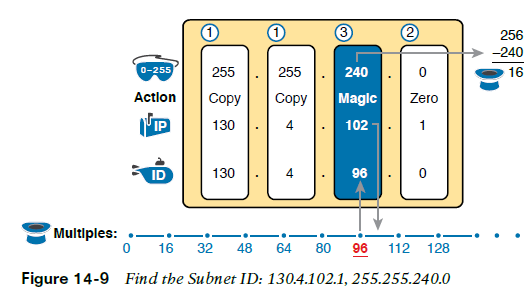 1 1 3 2
256
-240
16
0-255 255 . 255 . 240 . 0
Action Copy Copy Magic Zero
IP 130 . 4 . 102 . 1
ID 130 . 4 . 96 . 0
Multiples:
0 16 32 48 64 80 96 112 128
Figure 14-9 Find the Subnet ID: 130.4.102.1, 255.255.240.0